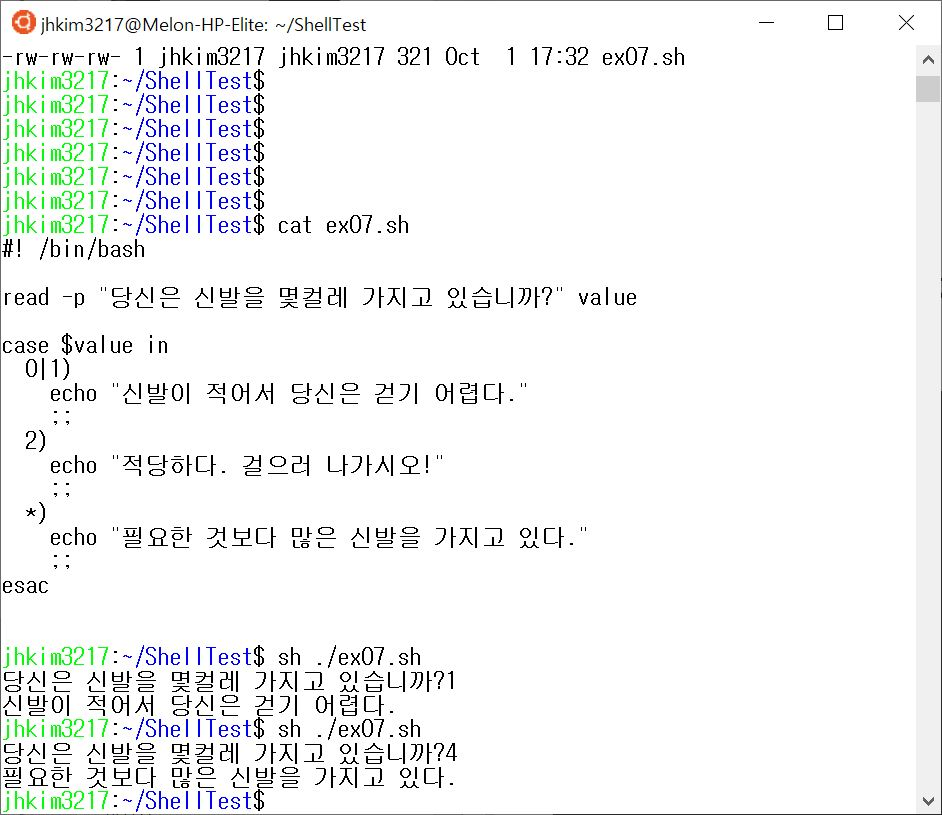 jhkim3217@Melon-HP-Elite: ~/ShellTest
-rw-rw-rw- 1 jhkim3217 jhkim3217 321 Oct  1 17:32 ex07.sh
jhkim3217:~/ShellTest$
jhkim3217:~/ShellTest$
jhkim3217:~/ShellTest$
jhkim3217:~/ShellTest$
jhkim3217:~/ShellTest$
jhkim3217:~/ShellTest$
jhkim3217:~/ShellTest$ cat ex07.sh
#! /bin/bash

read -p "당신은 신발을 몇컬레 가지고 있습니까?" value

case $value in
  0|1)
    echo "신발이 적어서 당신은 걷기 어렵다."
    ;;
  2)
    echo "적당하다. 걸으러 나가시오!"
    ;;
  *)
    echo "필요한 것보다 많은 신발을 가지고 있다."
    ;;
esac


jhkim3217:~/ShellTest$ sh ./ex07.sh
당신은 신발을 몇컬레 가지고 있습니까?1
신발이 적어서 당신은 걷기 어렵다.
jhkim3217:~/ShellTest$ sh ./ex07.sh
당신은 신발을 몇컬레 가지고 있습니까?4
필요한 것보다 많은 신발을 가지고 있다.
jhkim3217:~/ShellTest$